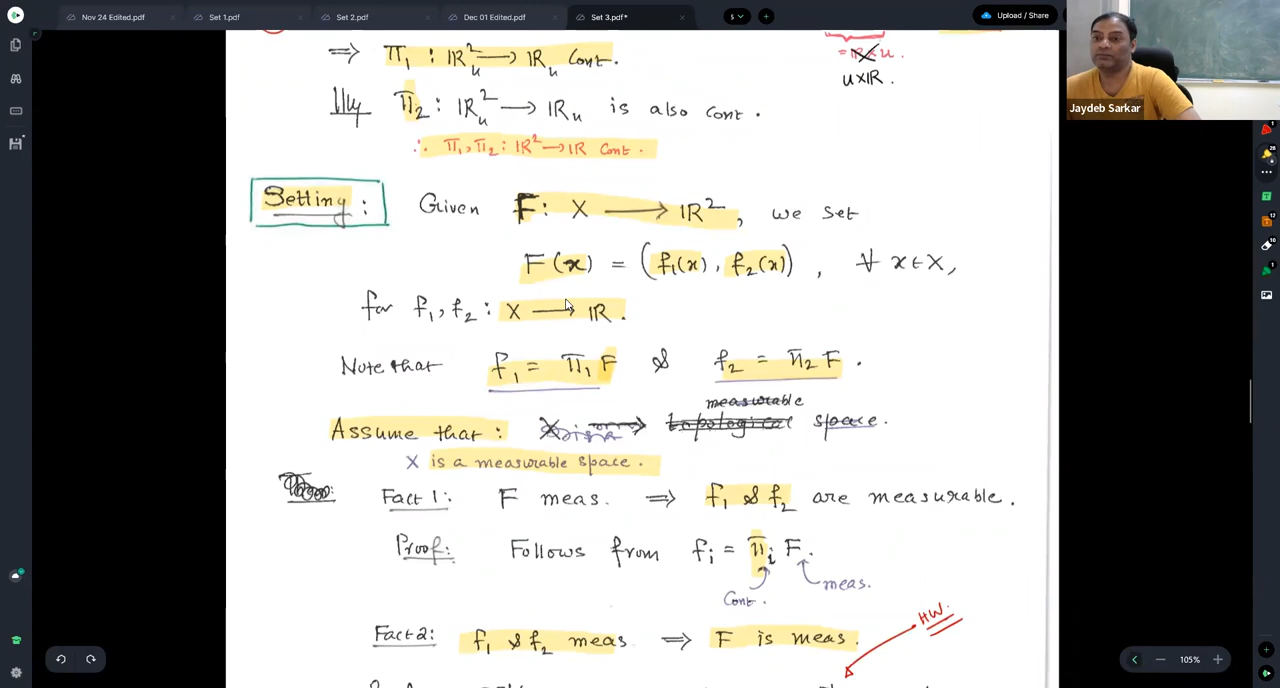 Nov 24 Edited.pdf Set 1.pdf Set 2.pdf Dec 01 Edited.pdf Set 3.pdf* 5 Upload / Share
⇒ π₁ : ℝ²ᵤ → ℝᵤ Cont.
U × ℝ.
Jaydeb Sarkar
Illy π₂ : ℝ²ᵤ → ℝᵤ is also cont.
∴ π₁, π₂ : ℝ² → ℝ Cont.
Setting: Given F : X → ℝ², we set
F(x) = (f₁(x), f₂(x)), ∀ x ∈ X,
for f₁, f₂ : X → ℝ.
Note that f₁ = π₁ F & f₂ = π₂ F.
measurable
Assume that: X topological space.
X is a measurable space.
Fact 1: F meas. ⇒ f₁ & f₂ are measurable.
Proof: Follows from fᵢ = πᵢ F.
Cont. meas.
HW.
Fact 2: f₁ & f₂ meas ⇒ F is meas.
105%